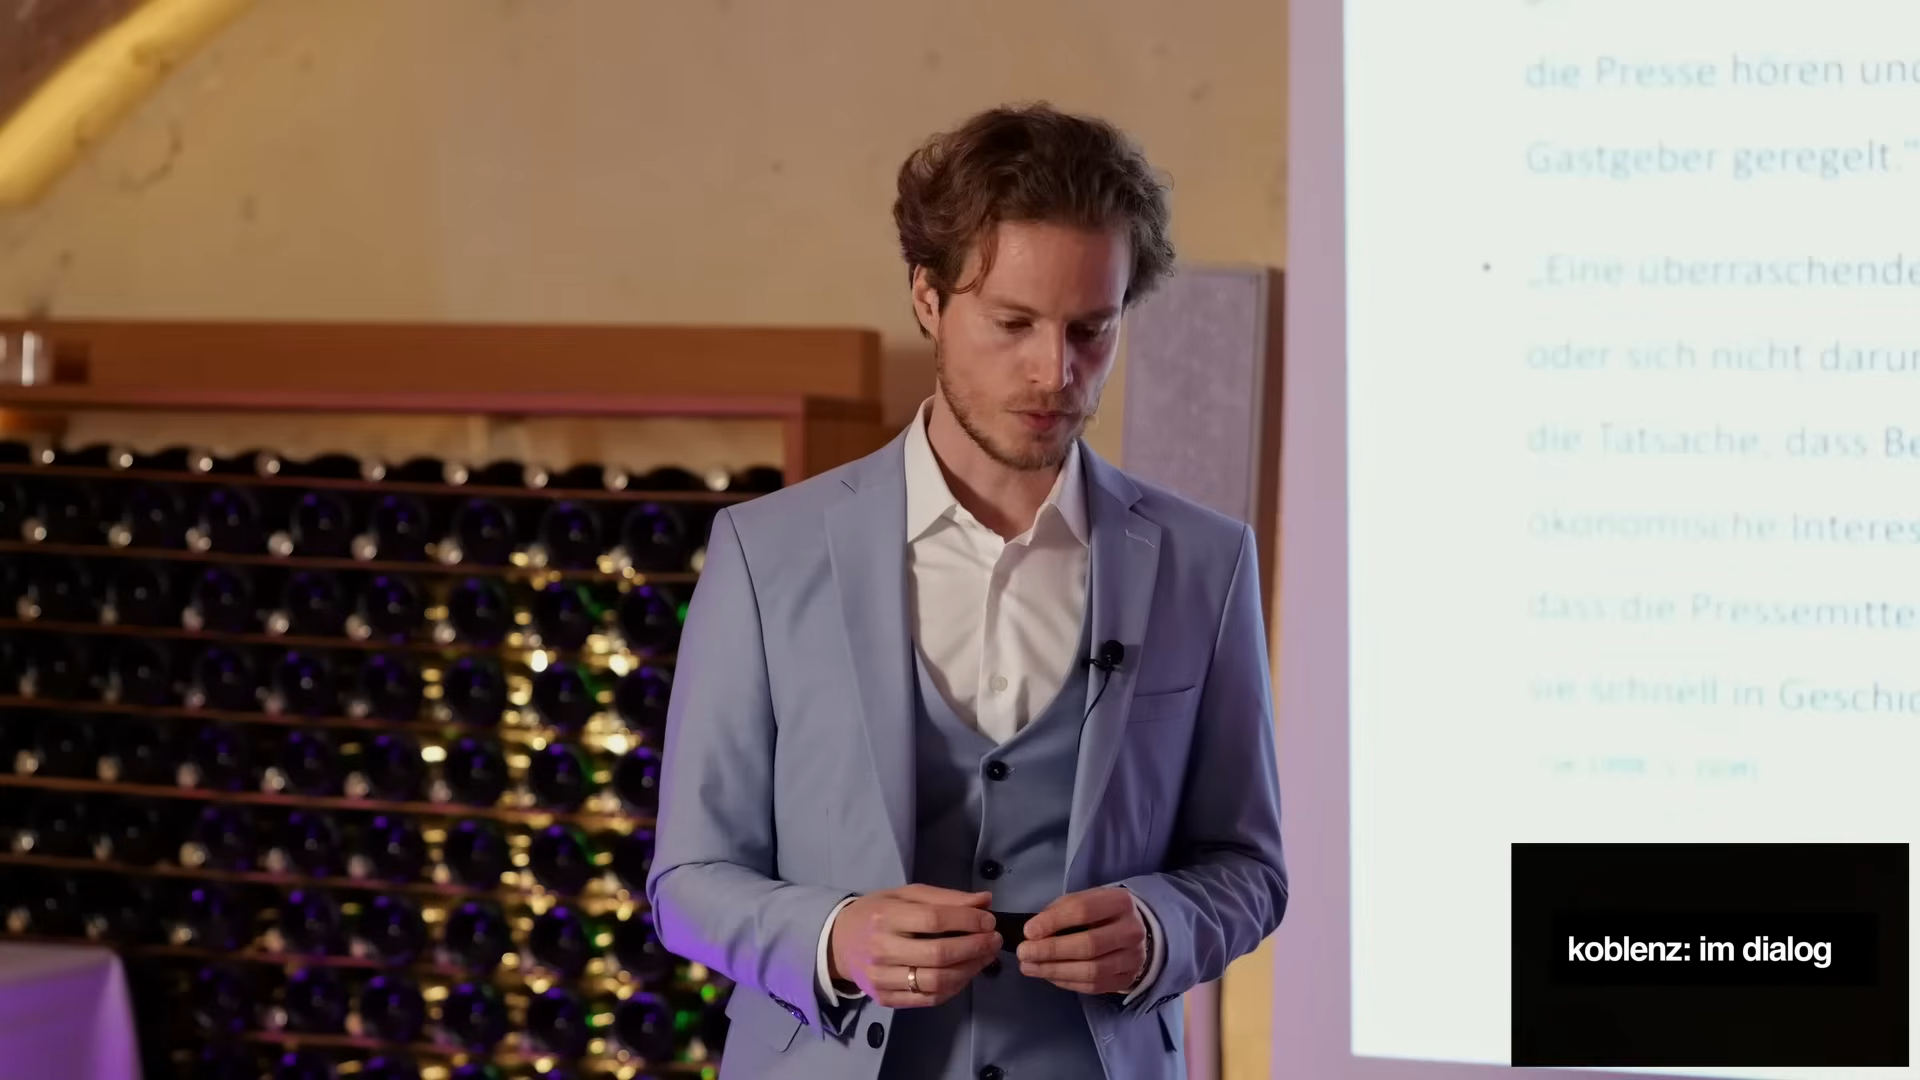 die Presse hören und
Gastgeber geregelt."
• „Eine überraschende
oder sich nicht darum
die Tatsache, dass Be
ökonomische Interes
dass die Pressemitte
sie schnell in Geschic
koblenz: im dialog